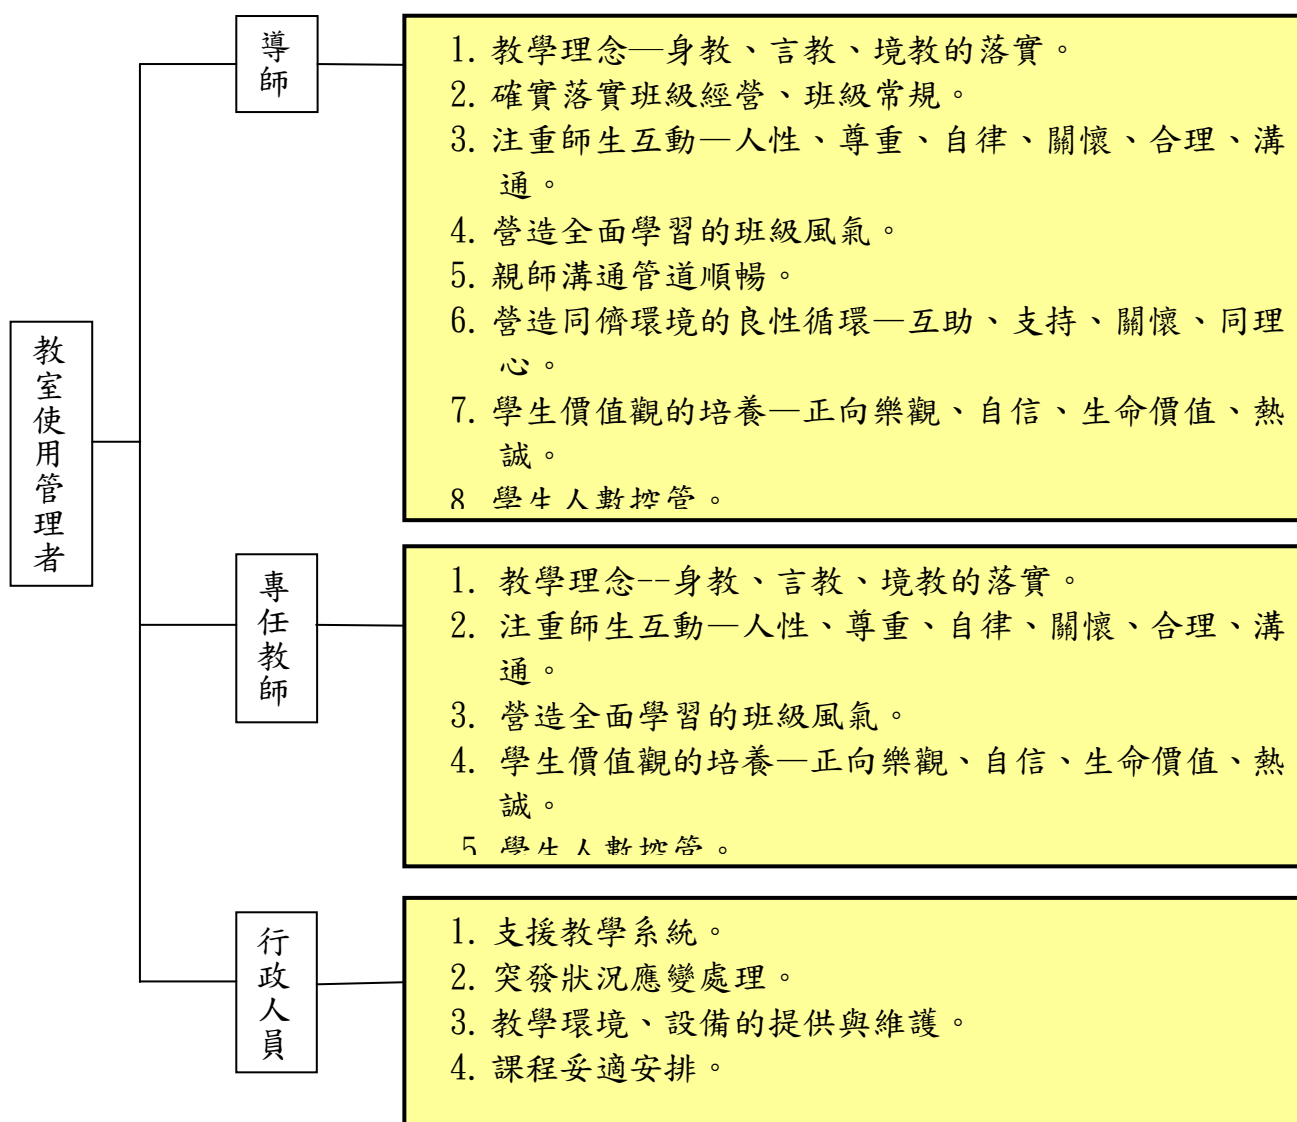 教室使用管理者
導師
1. 教學理念—身教、言教、境教的落實。
2. 確實落實班級經營、班級常規。
3. 注重師生互動—人性、尊重、自律、關懷、合理、溝
通。
4. 營造全面學習的班級風氣。
5. 親師溝通管道順暢。
6. 營造同儕環境的良性循環—互助、支持、關懷、同理
心。
7. 學生價值觀的培養—正向樂觀、自信、生命價值、熱
誠。
8. 學生人數控管。
專任教師
1. 教學理念--身教、言教、境教的落實。
2. 注重師生互動—人性、尊重、自律、關懷、合理、溝
通。
3. 營造全面學習的班級風氣。
4. 學生價值觀的培養—正向樂觀、自信、生命價值、熱
誠。
5. 學生人數控管。
行政人員
1. 支援教學系統。
2. 突發狀況應變處理。
3. 教學環境、設備的提供與維護。
4. 課程妥適安排。